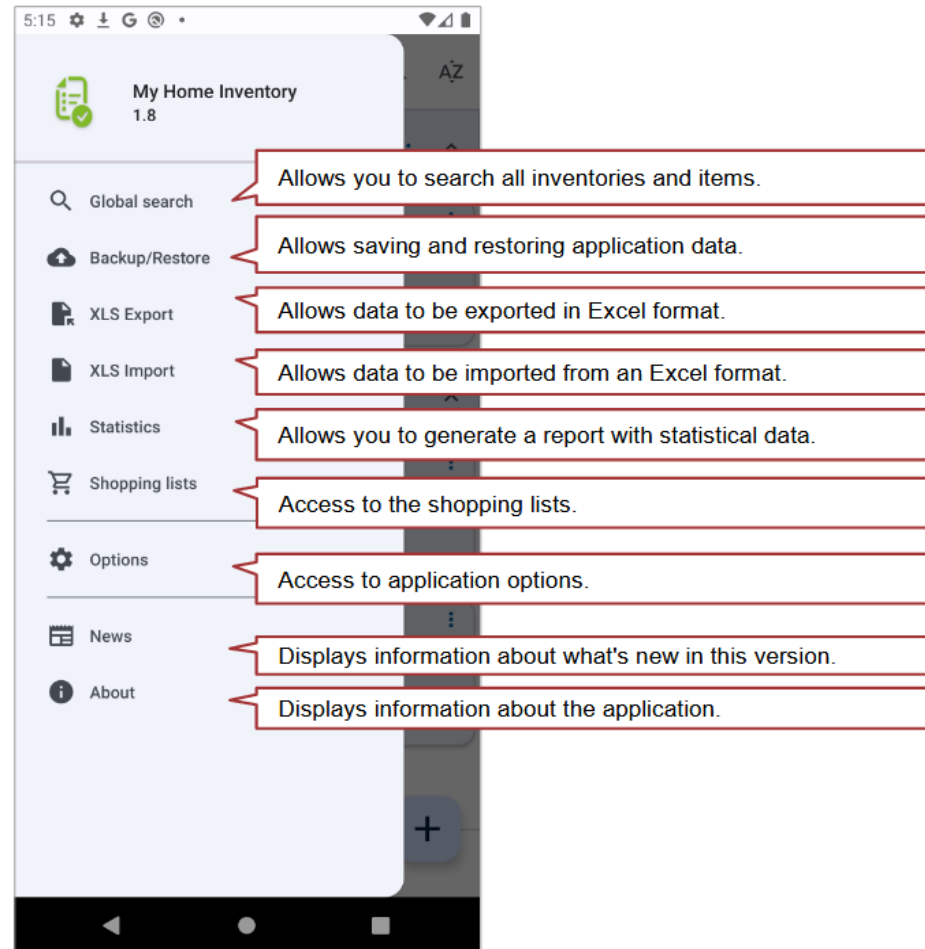 5:15
AZ
My Home Inventory
1.8
Global search
Allows you to search all inventories and items.
Backup/Restore
Allows saving and restoring application data.
XLS Export
Allows data to be exported in Excel format.
XLS Import
Allows data to be imported from an Excel format.
Statistics
Allows you to generate a report with statistical data.
Shopping lists
Access to the shopping lists.
Options
Access to application options.
News
Displays information about what's new in this version.
About
Displays information about the application.